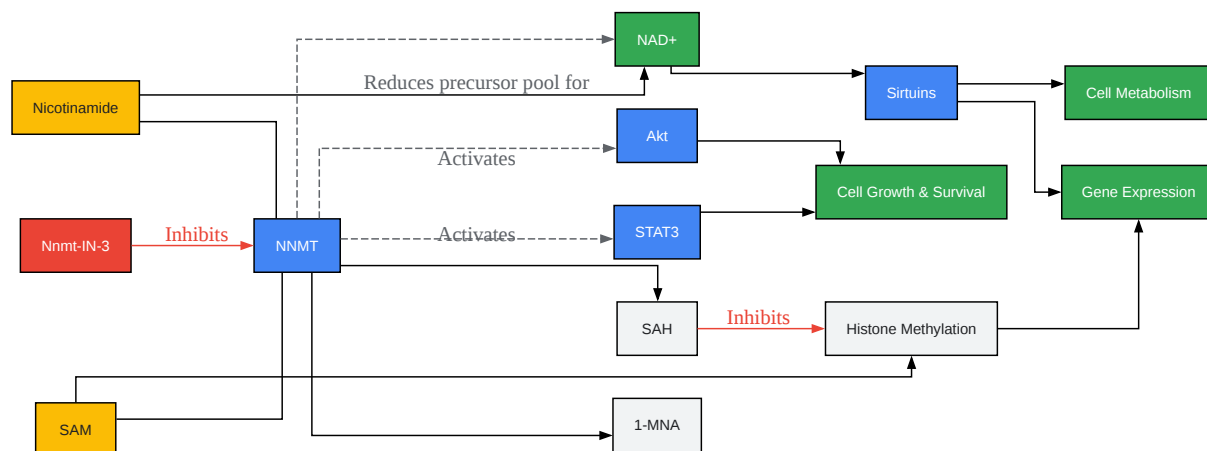 NAD+
Reduces precursor pool for
Nicotinamide
Sirtuins
Cell Metabolism
Akt
Activates
Cell Growth & Survival
Gene Expression
Nnmt-IN-3
Inhibits
NNMT
Activates
STAT3
SAH
Inhibits
Histone Methylation
SAM
1-MNA